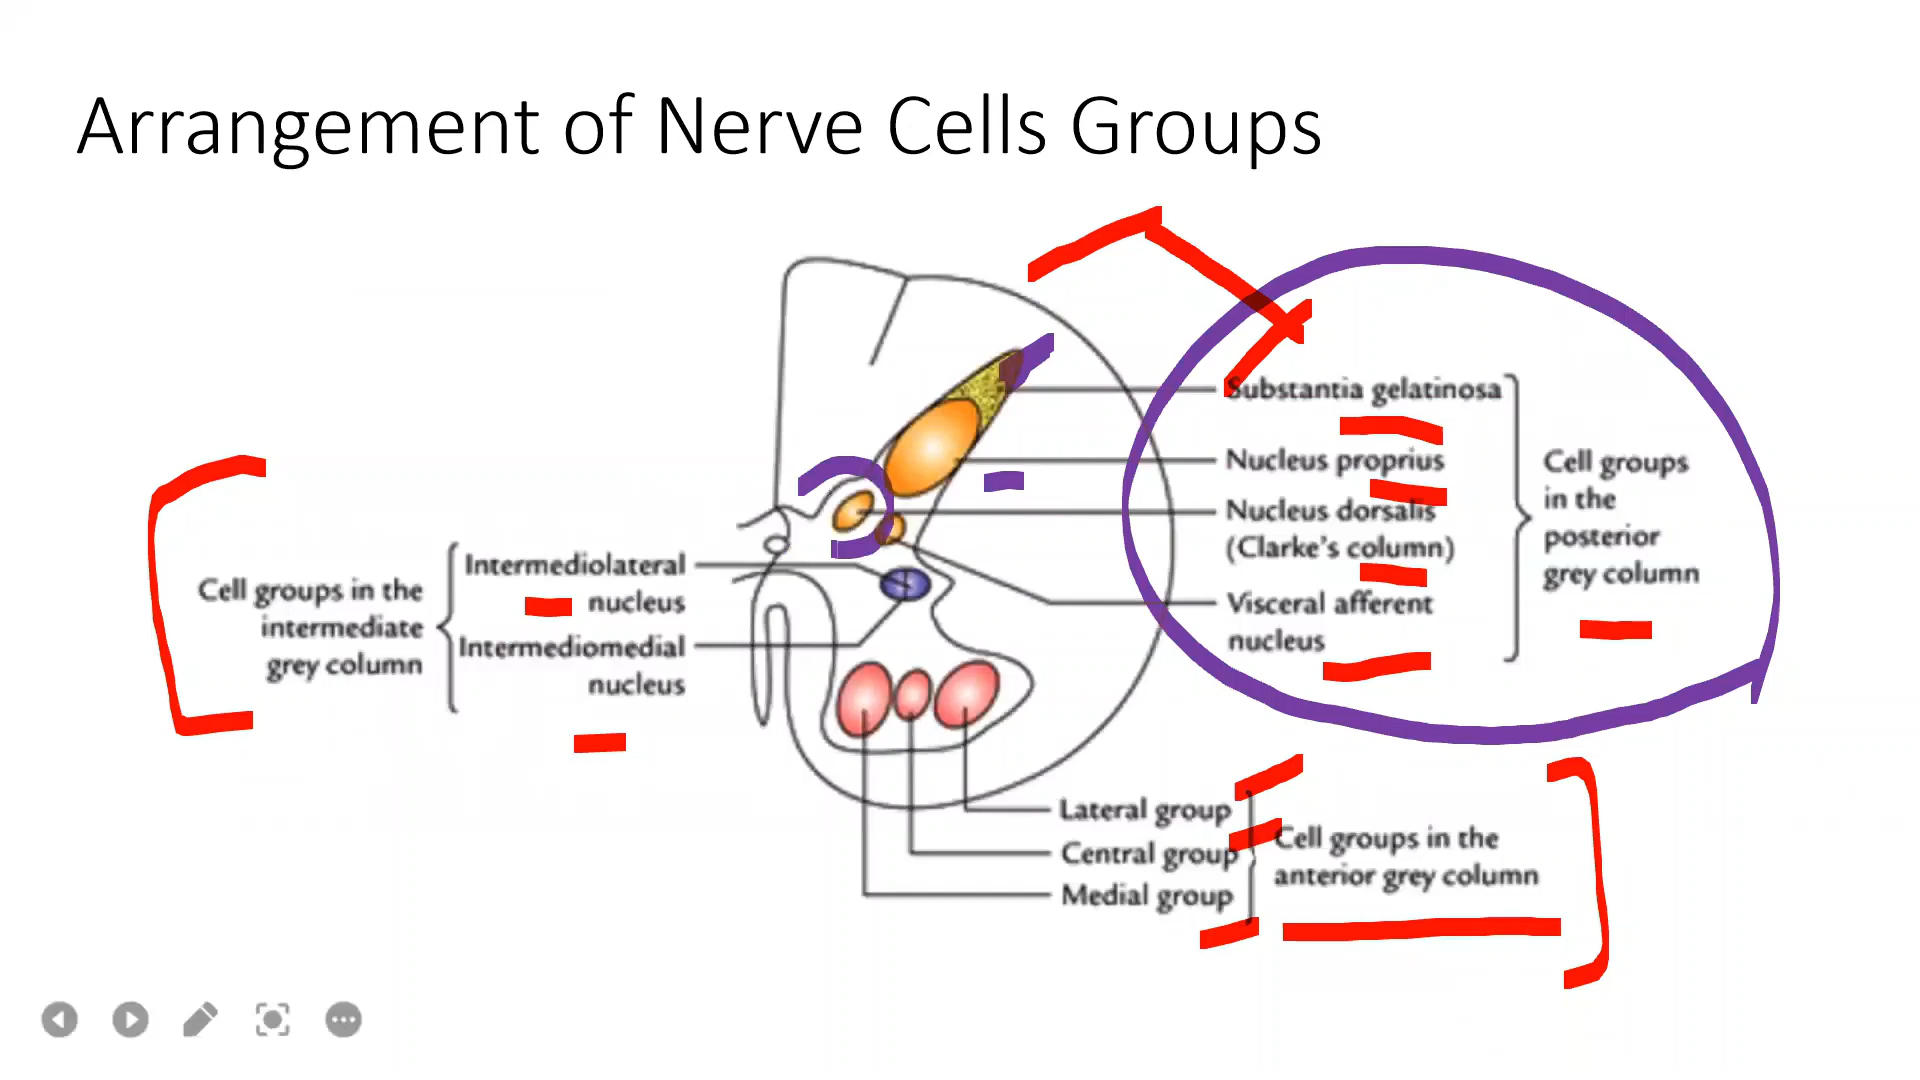 Arrangement of Nerve Cells Groups
Substantia gelatinosa
Nucleus proprius
Nucleus dorsalis
(Clarke's column)
Visceral afferent
nucleus
Cell groups
in the
posterior
grey column
Intermediolateral
nucleus
Intermediomedial
nucleus
Cell groups in the
intermediate
grey column
Lateral group
Central group
Medial group
Cell groups in the
anterior grey column